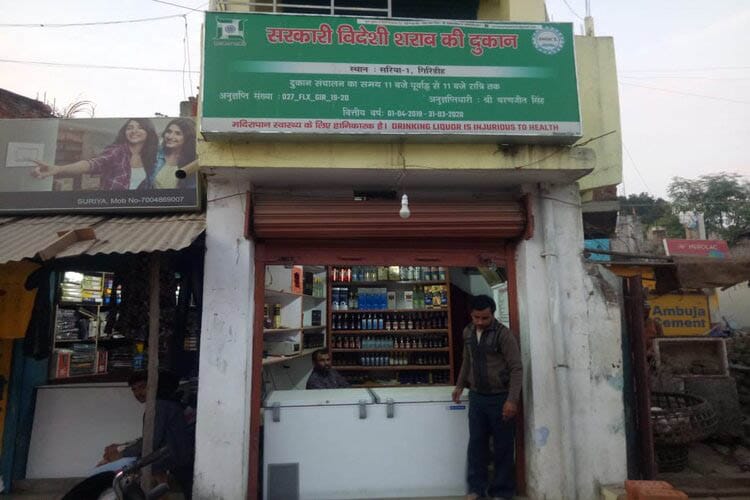 सरकारी विदेशी शराब की दुकान
स्थान : सरिया-1, गिरिडीह
दुकान संचालन का समय 11 बजे पूर्वाह्न से 11 बजे रात्रि तक
अनुज्ञप्ति संख्या : 027_FLX_GIR_19-20
अनुज्ञप्तिधारी : श्री चरणजीत सिंह
वित्तीय वर्ष: 01-04-2019 - 31-03-2020
मदिरापान स्वास्थ्य के लिए हानिकारक है। DRINKING LIQUOR IS INJURIOUS TO HEALTH
SURIYA, Mob No-7004869007
NEROLAC
Ambuja
Cement